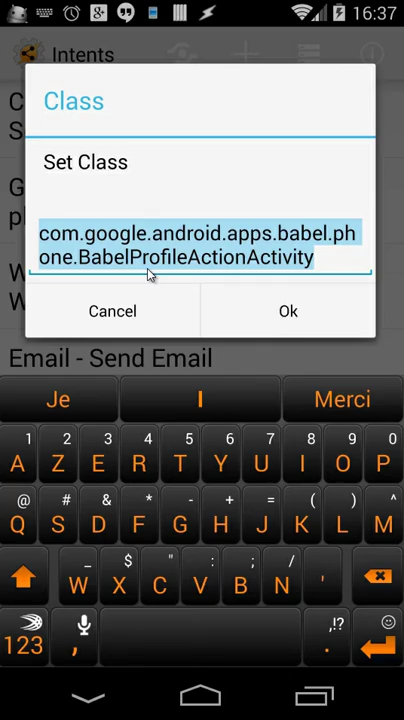 16:37
Intents
Class
Set Class
com.google.android.apps.babel.ph
one.BabelProfileActionActivity
Cancel
Ok
Email - Send Email
Je I Merci
1 2 3 4 5 6 7 8 9 0
A Z E R T Y U I O P
@ # & * - + = ( ) ^
Q S D F G H J K L M
_ $ " : ; /
W X C V B N '
,!?
123 , .